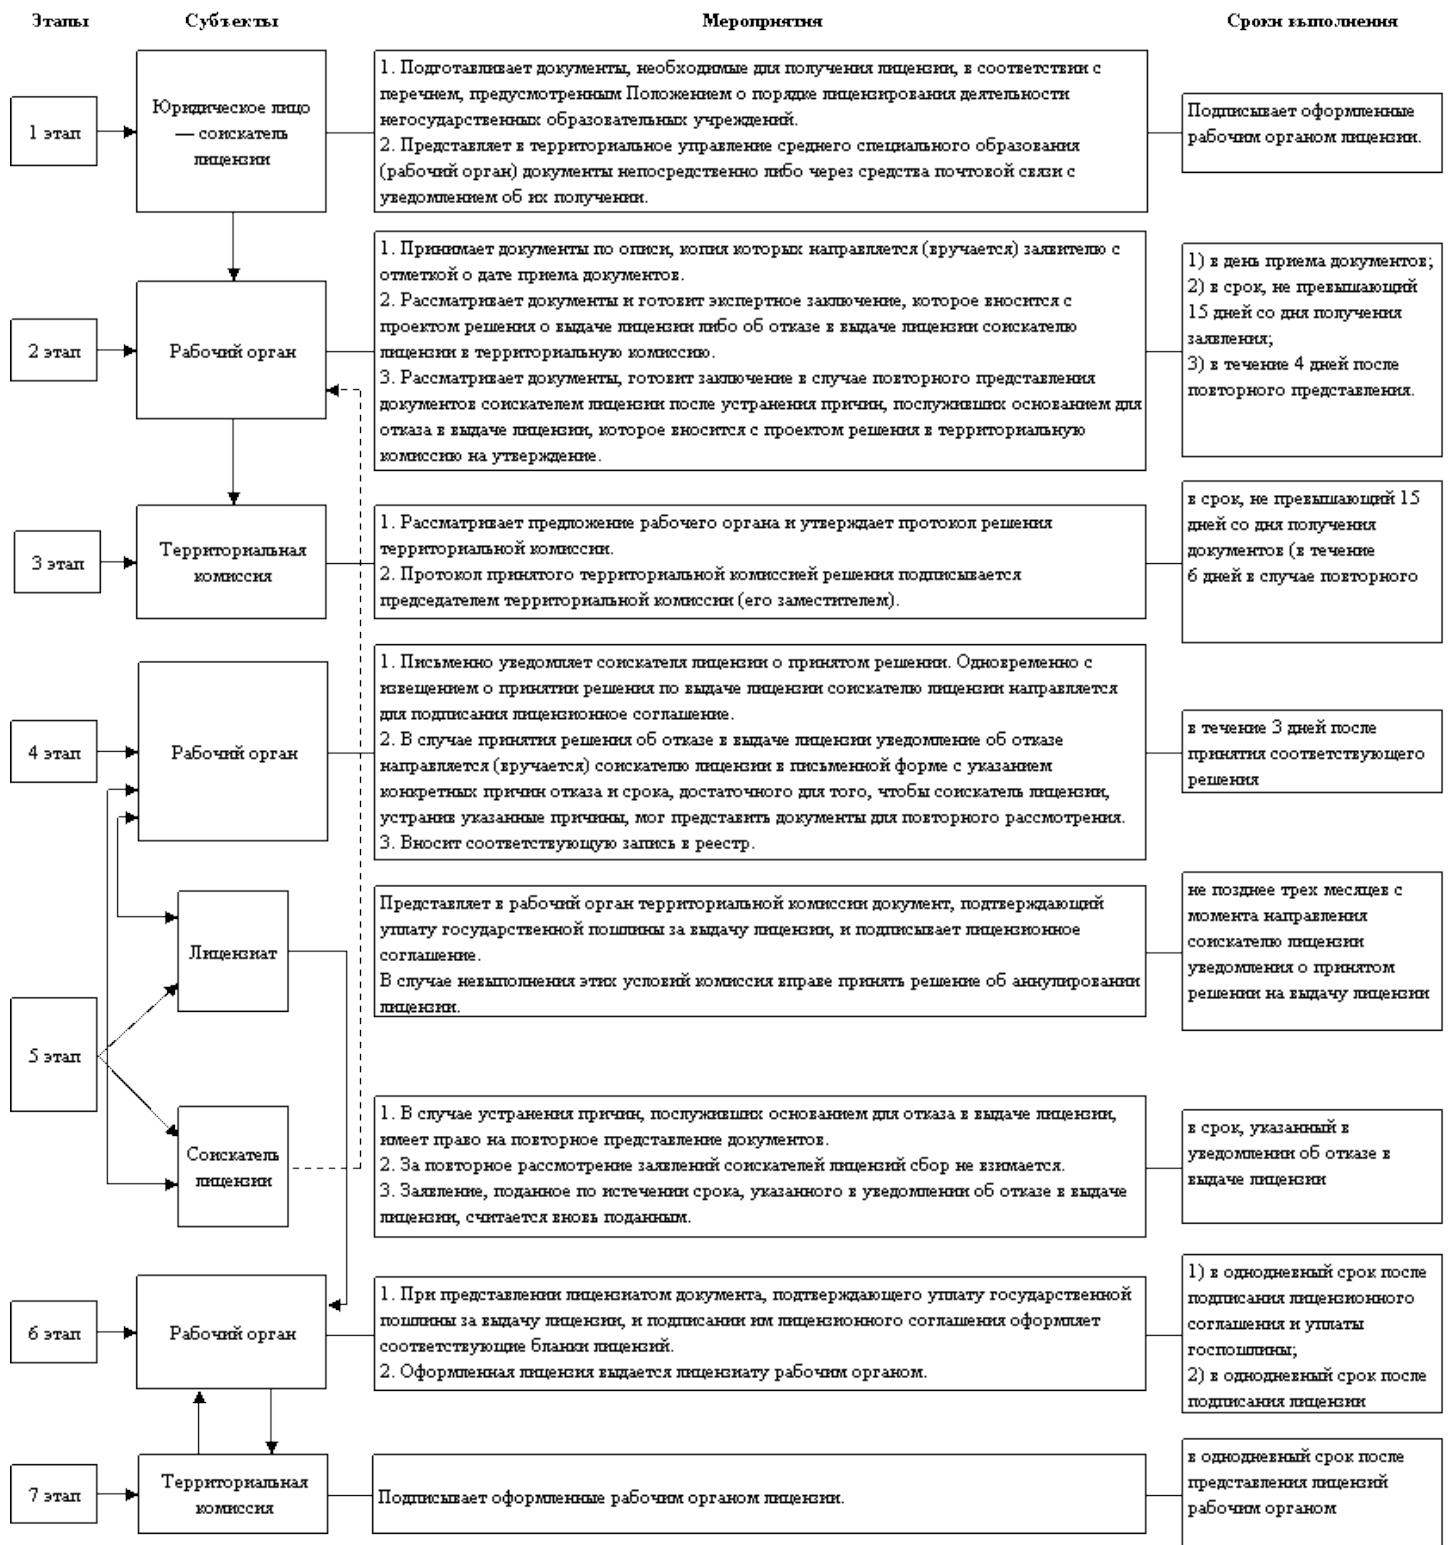 Этапы
Субъекты
Мероприятия
Сроки выполнения
1 этап
Юридическое лицо
— соискатель
лицензии
1. Подготавливает документы, необходимые для получения лицензии, в соответствии с
перечнем, предусмотренным Положением о порядке лицензирования деятельности
негосударственных образовательных учреждений.
2. Представляет в территориальное управление среднего специального образования
(рабочий орган) документы непосредственно либо через средства почтовой связи с
уведомлением об их получении.
Подписывает оформленные
рабочим органом лицензии.
2 этап
Рабочий орган
1. Принимает документы по описи, копия которых направляется (вручается) заявителю с
отметкой о дате приема документов.
2. Рассматривает документы и готовит экспертное заключение, которое вносится с
проектом решения о выдаче лицензии либо об отказе в выдаче лицензии соискателю
лицензии в территориальную комиссию.
3. Рассматривает документы, готовит заключение в случае повторного представления
документов соискателем лицензии после устранения причин, послуживших основанием для
отказа в выдаче лицензии, которое вносится с проектом решения в территориальную
комиссию на утверждение.
1) в день приема документов;
2) в срок, не превышающий
15 дней со дня получения
заявления;
3) в течение 4 дней после
повторного представления.
3 этап
Территориальная
комиссия
1. Рассматривает предложение рабочего органа и утверждает протокол решения
территориальной комиссии.
2. Протокол принятого территориальной комиссией решения подписывается
председателем территориальной комиссии (его заместителем).
в срок, не превышающий 15
дней со дня получения
документов (в течение
6 дней в случае повторного
4 этап
Рабочий орган
1. Письменно уведомляет соискателя лицензии о принятом решении. Одновременно с
извещением о принятии решения по выдаче лицензии соискателю лицензии направляется
для подписания лицензионное соглашение.
2. В случае принятия решения об отказе в выдаче лицензии уведомление об отказе
направляется (вручается) соискателю лицензии в письменной форме с указанием
конкретных причин отказа и срока, достаточного для того, чтобы соискатель лицензии,
устранив указанные причины, мог представить документы для повторного рассмотрения.
3. Вносит соответствующую запись в реестр.
в течение 3 дней после
принятия соответствующего
решения
5 этап
Лицензиат
Представляет в рабочий орган территориальной комиссии документ, подтверждающий
уплату государственной пошлины за выдачу лицензии, и подписывает лицензионное
соглашение.
В случае невыполнения этих условий комиссия вправе принять решение об аннулировании
лицензии.
не позднее трех месяцев с
момента направления
соискателю лицензии
уведомления о принятом
решении на выдачу лицензии
Соискатель
лицензии
1. В случае устранения причин, послуживших основанием для отказа в выдаче лицензии,
имеет право на повторное представление документов.
2. За повторное рассмотрение заявлений соискателей лицензий сбор не взимается.
3. Заявление, поданное по истечении срока, указанного в уведомлении об отказе в выдаче
лицензии, считается вновь поданным.
в срок, указанный в
уведомлении об отказе в
выдаче лицензии
6 этап
Рабочий орган
1. При представлении лицензиатом документа, подтверждающего уплату государственной
пошлины за выдачу лицензии, и подписании им лицензионного соглашения оформляет
соответствующие бланки лицензий.
2. Оформленная лицензия выдается лицензиату рабочим органом.
1) в однодневный срок после
подписания лицензионного
соглашения и уплаты
госпошлины;
2) в однодневный срок после
подписания лицензии
7 этап
Территориальная
комиссия
Подписывает оформленные рабочим органом лицензии.
в однодневный срок после
представления лицензий
рабочим органом